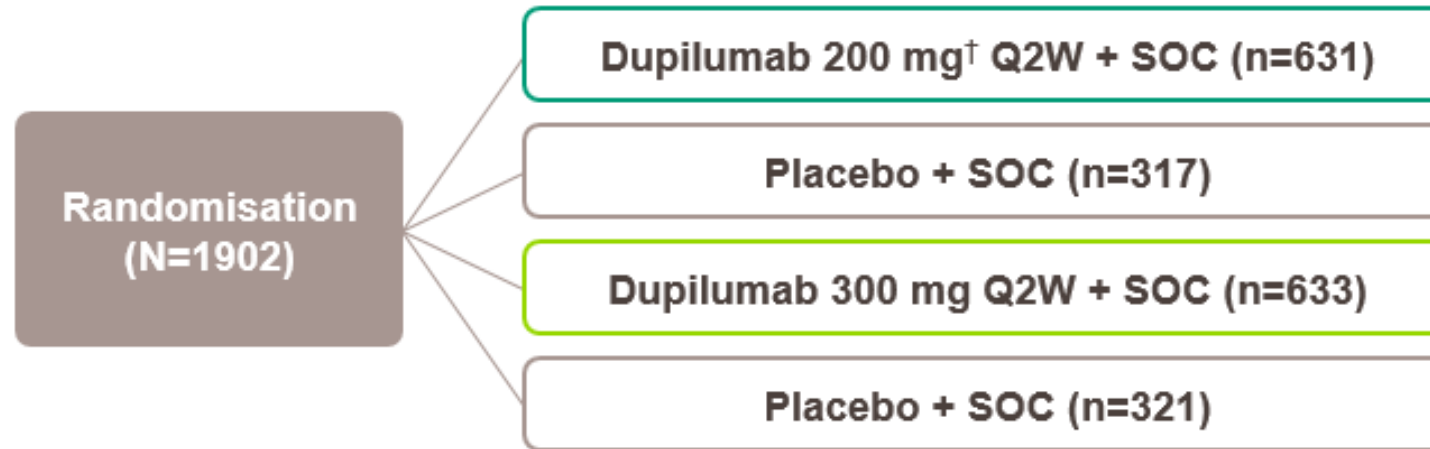 Dupilumab 200 mg† Q2W + SOC (n=631)
Placebo + SOC (n=317)
Randomisation
(N=1902)
Dupilumab 300 mg Q2W + SOC (n=633)
Placebo + SOC (n=321)